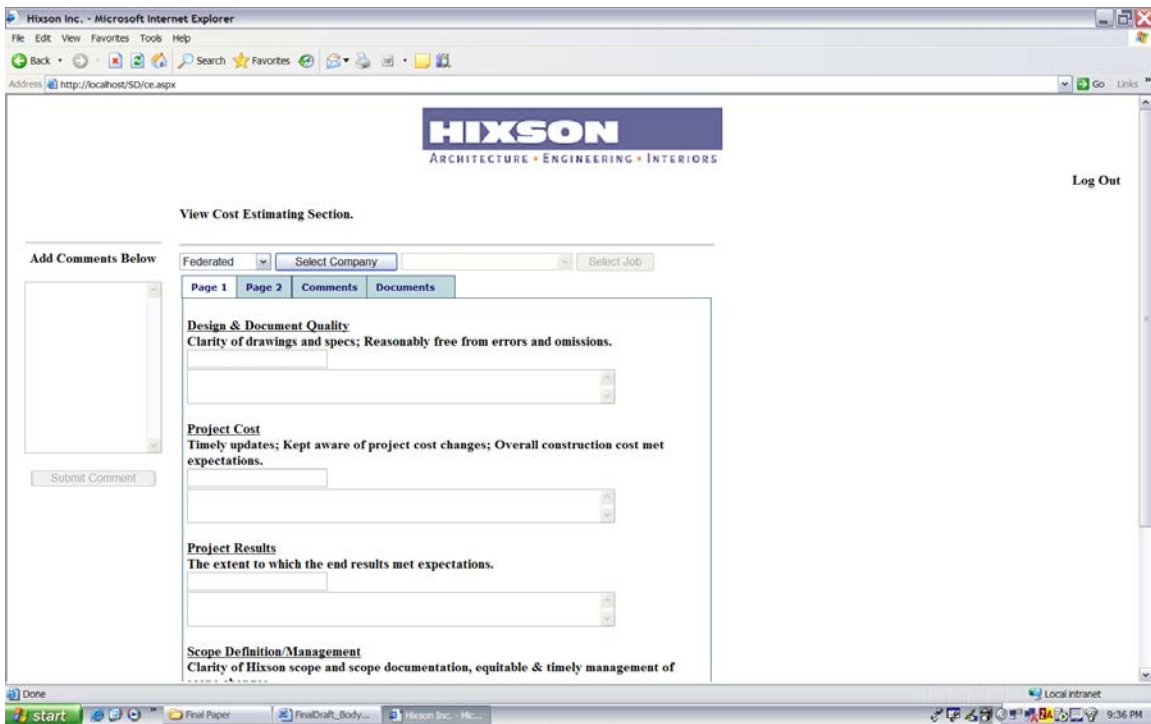 Hixson Inc. - Microsoft Internet Explorer
File Edit View Favorites Tools Help
Back Search Favorites
Address http://localhost/SD/ce.aspx Go Links »
HIXSON
ARCHITECTURE • ENGINEERING • INTERIORS
Log Out
View Cost Estimating Section.
Add Comments Below
Federated Select Company Select Job
Page 1 Page 2 Comments Documents
Design & Document Quality
Clarity of drawings and specs; Reasonably free from errors and omissions.
Project Cost
Timely updates; Kept aware of project cost changes; Overall construction cost met
expectations.
Submit Comment
Project Results
The extent to which the end results met expectations.
Scope Definition/Management
Clarity of Hixson scope and scope documentation, equitable & timely management of
Done Local intranet
start » Final Paper FinalDraft_Body... Hixson Inc. - Mic... 9:36 PM